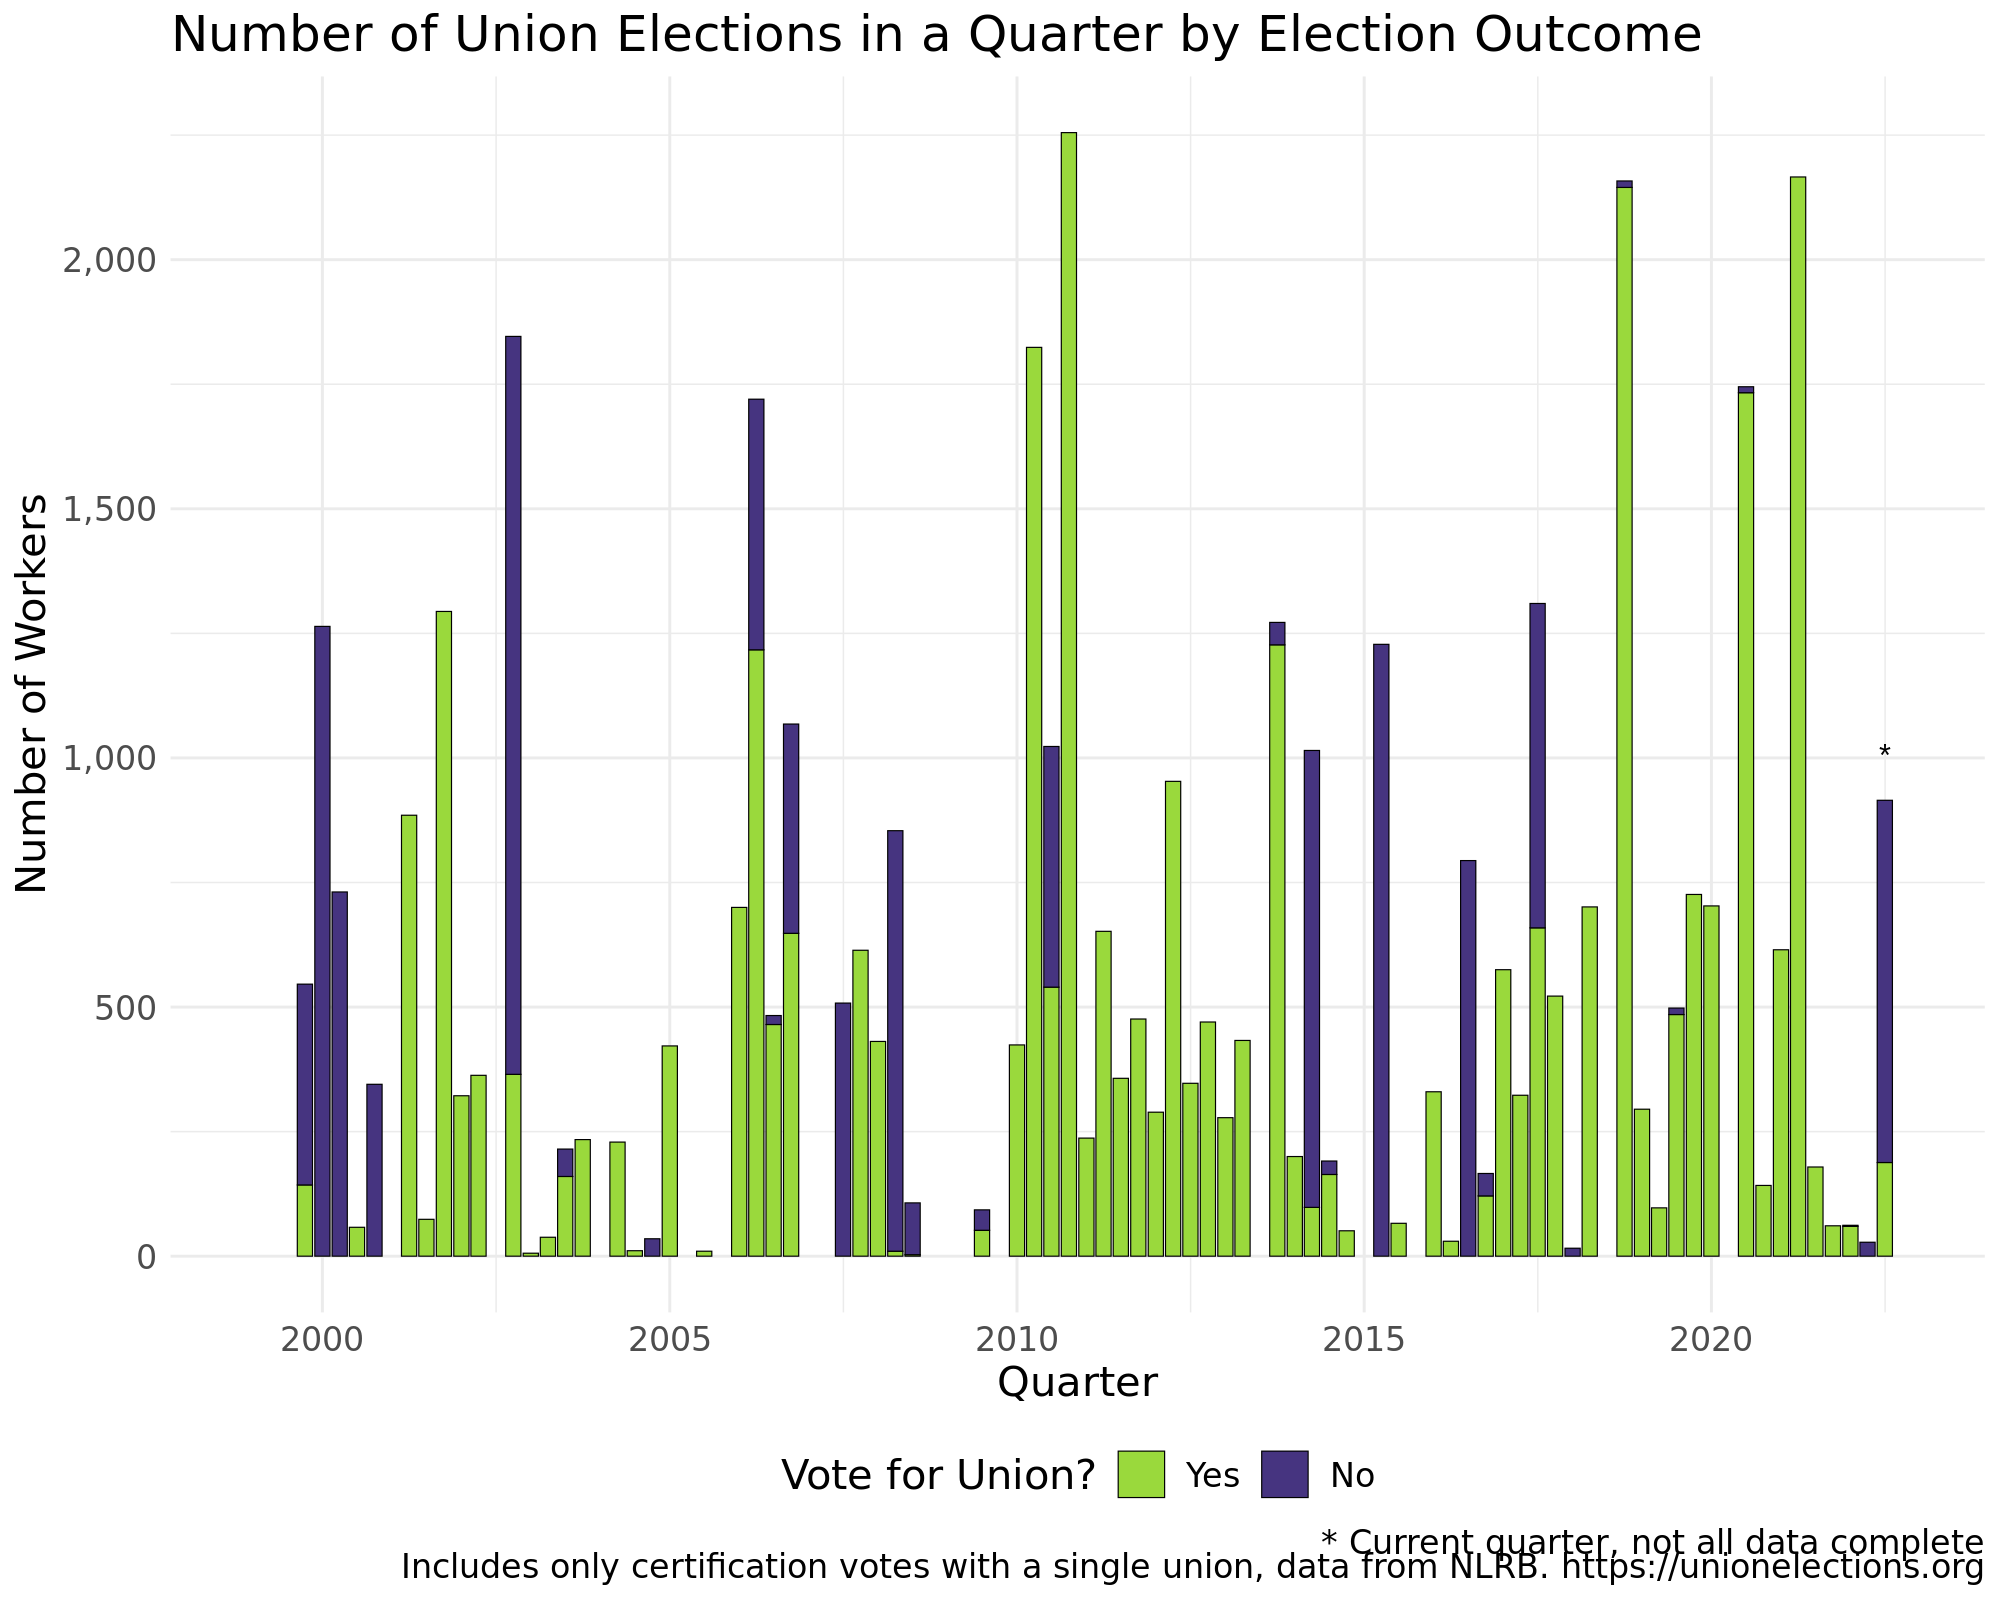 Number of Union Elections in a Quarter by Election Outcome
Number of Workers
2,000
1,500
1,000
500
0
*
2000 2005 2010 2015 2020
Quarter
Vote for Union? Yes No
* Current quarter, not all data complete
Includes only certification votes with a single union, data from NLRB. https://unionelections.org